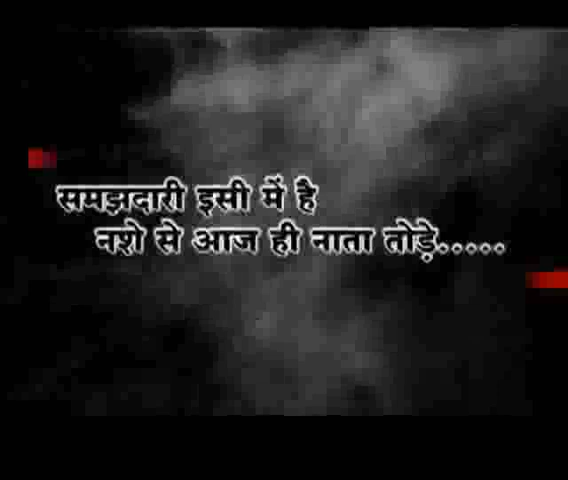 समझदारी इसी में है
नशे से आज ही नाता तोड़े.....